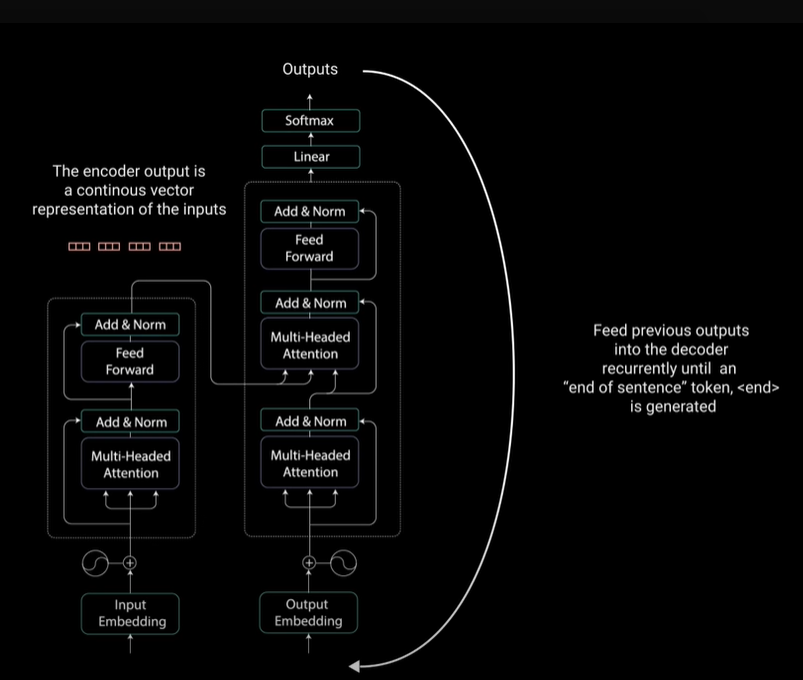 Outputs
Softmax
Linear
The encoder output is
a continous vector
representation of the inputs
Add & Norm
Feed
Forward
Add & Norm
Multi-Headed
Attention
Add & Norm
Multi-Headed
Attention
Output
Embedding
Add & Norm
Feed
Forward
Add & Norm
Multi-Headed
Attention
Input
Embedding
Feed previous outputs
into the decoder
recurrently until an
“end of sentence” token, <end>
is generated